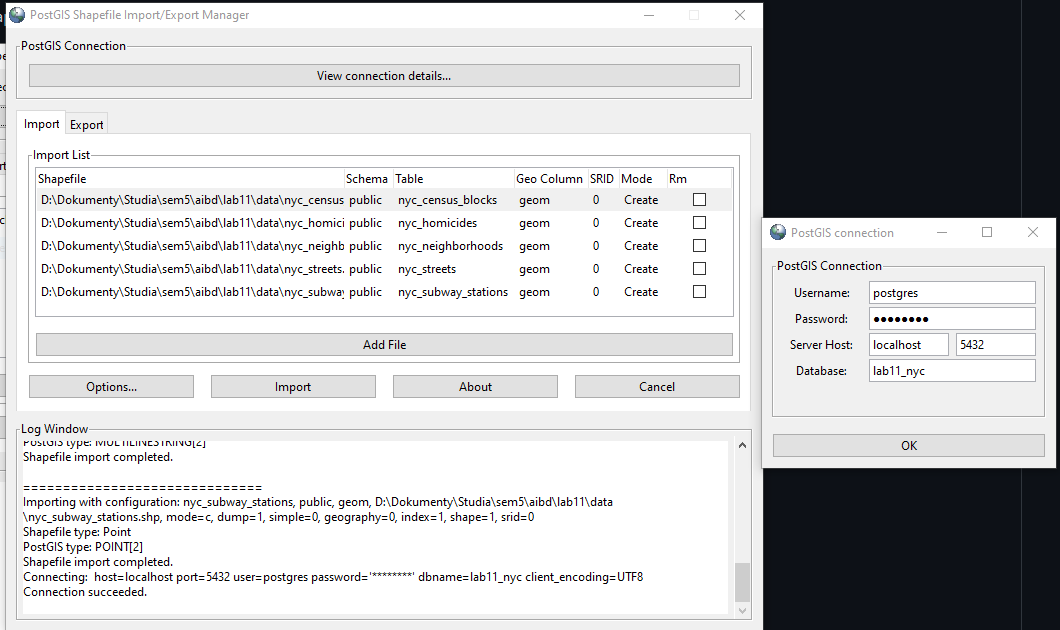 PostGIS Shapefile Import/Export Manager
PostGIS Connection
View connection details...
Import Export
Import List
Shapefile Schema Table Geo Column SRID Mode Rm
D:\Dokumenty\Studia\sem5\aibd\lab11\data\nyc_census public nyc_census_blocks geom 0 Create
D:\Dokumenty\Studia\sem5\aibd\lab11\data\nyc_homici public nyc_homicides geom 0 Create
D:\Dokumenty\Studia\sem5\aibd\lab11\data\nyc_neighb public nyc_neighborhoods geom 0 Create
D:\Dokumenty\Studia\sem5\aibd\lab11\data\nyc_streets. public nyc_streets geom 0 Create
D:\Dokumenty\Studia\sem5\aibd\lab11\data\nyc_subway public nyc_subway_stations geom 0 Create
Add File
Options... Import About Cancel
Log Window
PostGIS type: MULTILINESTRING[2]
Shapefile import completed.
==============================
Importing with configuration: nyc_subway_stations, public, geom, D:\Dokumenty\Studia\sem5\aibd\lab11\data
\nyc_subway_stations.shp, mode=c, dump=1, simple=0, geography=0, index=1, shape=1, srid=0
Shapefile type: Point
PostGIS type: POINT[2]
Shapefile import completed.
Connecting:  host=localhost port=5432 user=postgres password='********' dbname=lab11_nyc client_encoding=UTF8
Connection succeeded.
PostGIS connection
PostGIS Connection
Username: postgres
Password: ●●●●●●●●
Server Host: localhost 5432
Database: lab11_nyc
OK